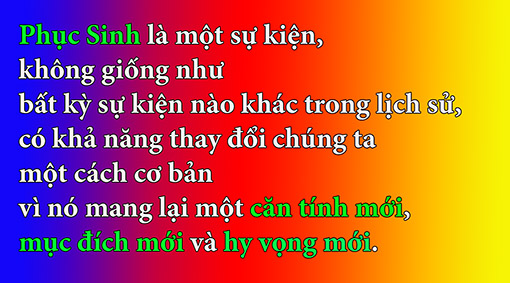 Phục Sinh là một sự kiện,
không giống như
bất kỳ sự kiện nào khác trong lịch sử,
có khả năng thay đổi chúng ta
một cách cơ bản
vì nó mang lại một căn tính mới,
mục đích mới và hy vọng mới.